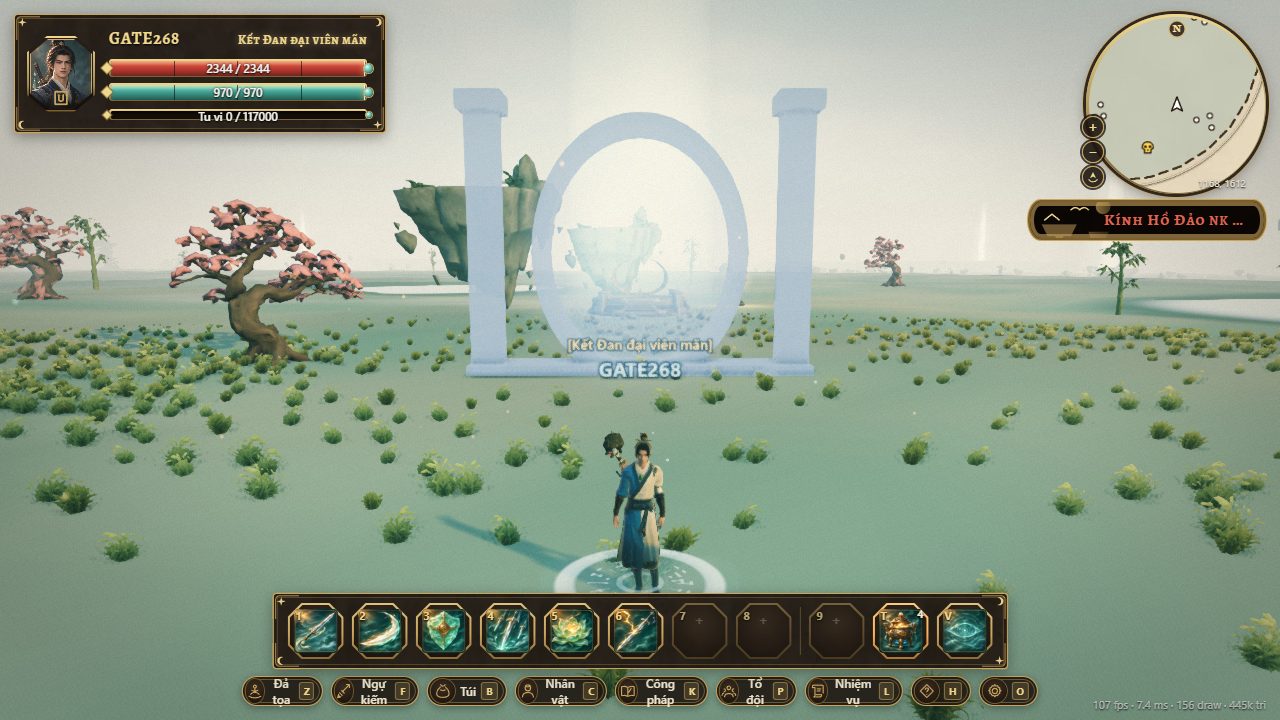 GATE268
Kết Đan đại viên mãn
2344 / 2344
970 / 970
U
Tu vi 0 / 117000
N
+
−
1168, 1612
Kính Hồ Đảo NK ...
[Kết Đan đại viên mãn]
GATE268
1
2
3
4
5
6
7
8
9
T
4
V
Đả tọa Z
Ngự kiếm F
Túi B
Nhân vật C
Công pháp K
Tổ đội P
Nhiệm vụ L
H
O
107 fps · 7.4 ms · 156 draw · 445k tri